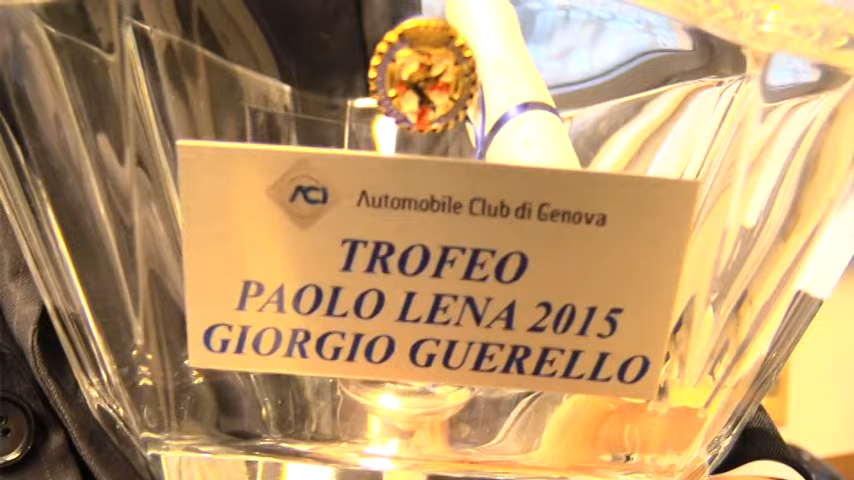 ACI Automobile Club di Genova
TROFEO
PAOLO LENA 2015
GIORGIO GUERELLO